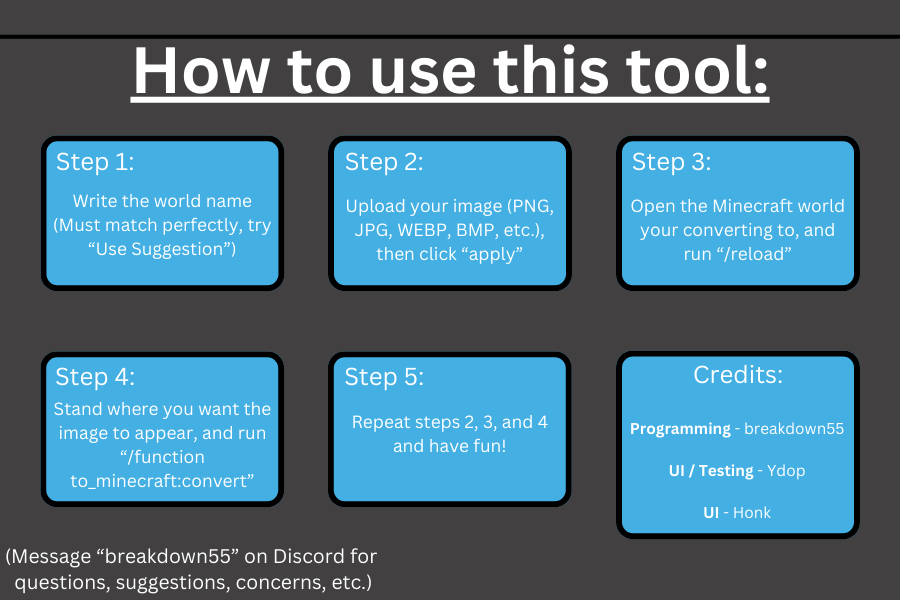 How to use this tool:
Step 1:
Write the world name
(Must match perfectly, try
“Use Suggestion”)
Step 2:
Upload your image (PNG,
JPG, WEBP, BMP, etc.),
then click “apply”
Step 3:
Open the Minecraft world
your converting to, and
run “/reload”
Step 4:
Stand where you want the
image to appear, and run
“/function
to_minecraft:convert”
Step 5:
Repeat steps 2, 3, and 4
and have fun!
Credits:
Programming - breakdown55
UI / Testing - Ydop
UI - Honk
(Message “breakdown55” on Discord for
questions, suggestions, concerns, etc.)